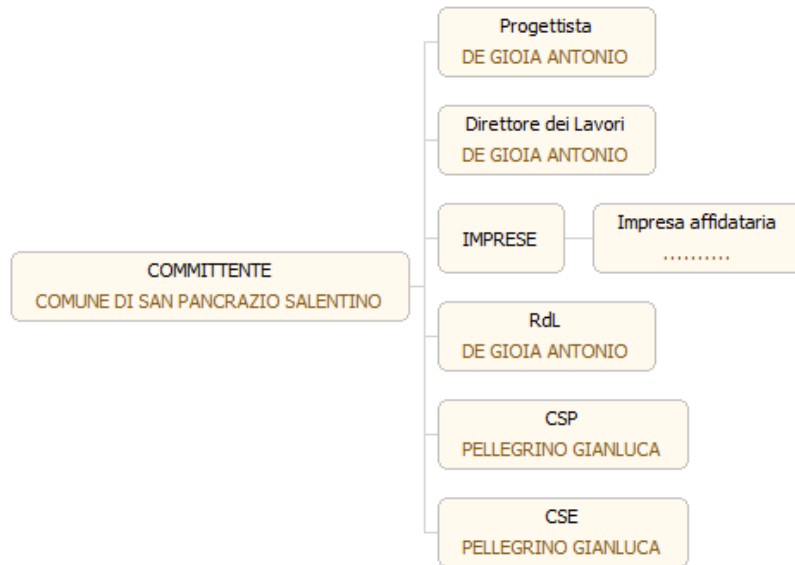 Progettista
DE GIOIA ANTONIO
Direttore dei Lavori
DE GIOIA ANTONIO
IMPRESE
Impresa affidataria
..........
COMMITTENTE
COMUNE DI SAN PANCRAZIO SALENTINO
RdL
DE GIOIA ANTONIO
CSP
PELLEGRINO GIANLUCA
CSE
PELLEGRINO GIANLUCA